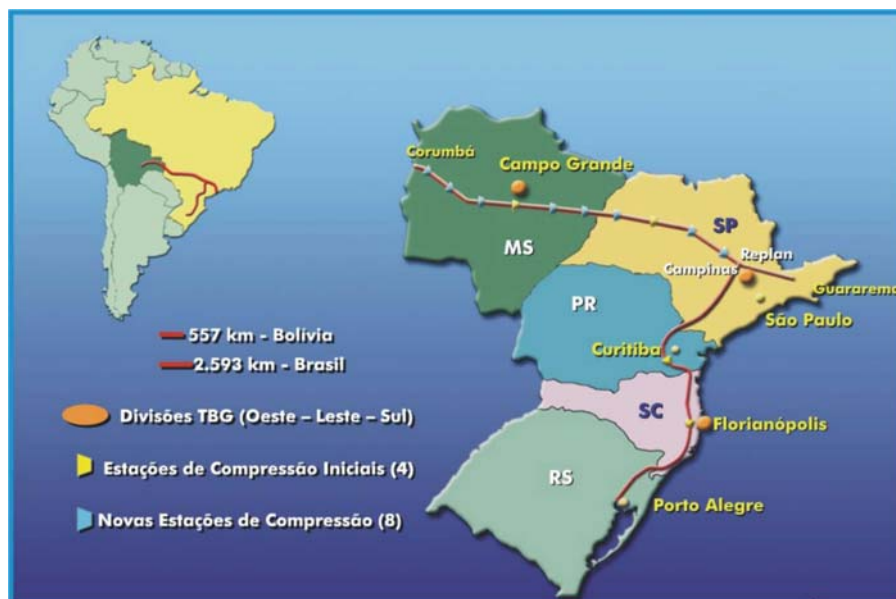 Corumbá
Campo Grande
MS
SP
Replan
Campinas
Guararema
São Paulo
PR
Curitiba
SC
Florianópolis
RS
Porto Alegre
557 km - Bolívia
2.593 km - Brasil
Divisões TBG (Oeste – Leste – Sul)
Estações de Compressão Iniciais (4)
Novas Estações de Compressão (8)